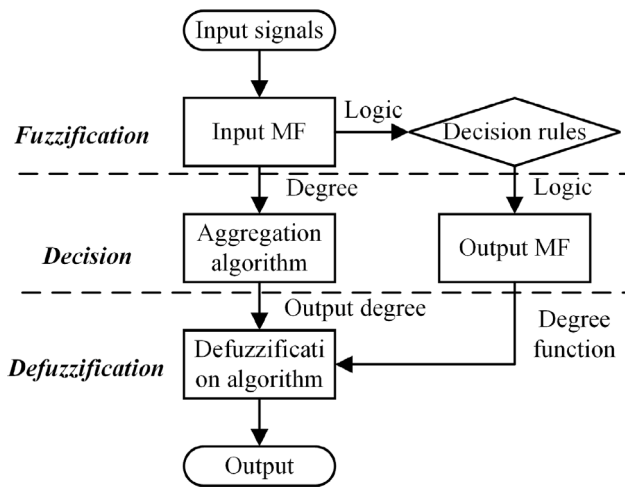 Input signals
Fuzzification
Input MF
Logic
Decision rules
Degree
Logic
Decision
Aggregation
algorithm
Output MF
Output degree
Degree
function
Defuzzification
Defuzzificati
on algorithm
Output